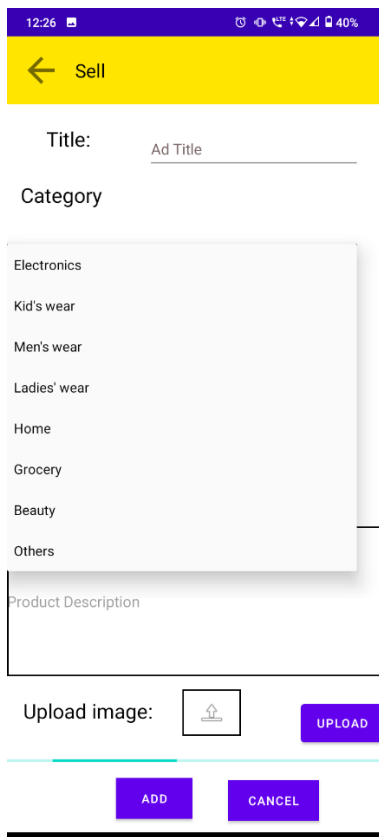 12:26 40%
Sell
Title: Ad Title
Category
Electronics
Kid's wear
Men's wear
Ladies' wear
Home
Grocery
Beauty
Others
Product Description
Upload image:
UPLOAD
ADD CANCEL